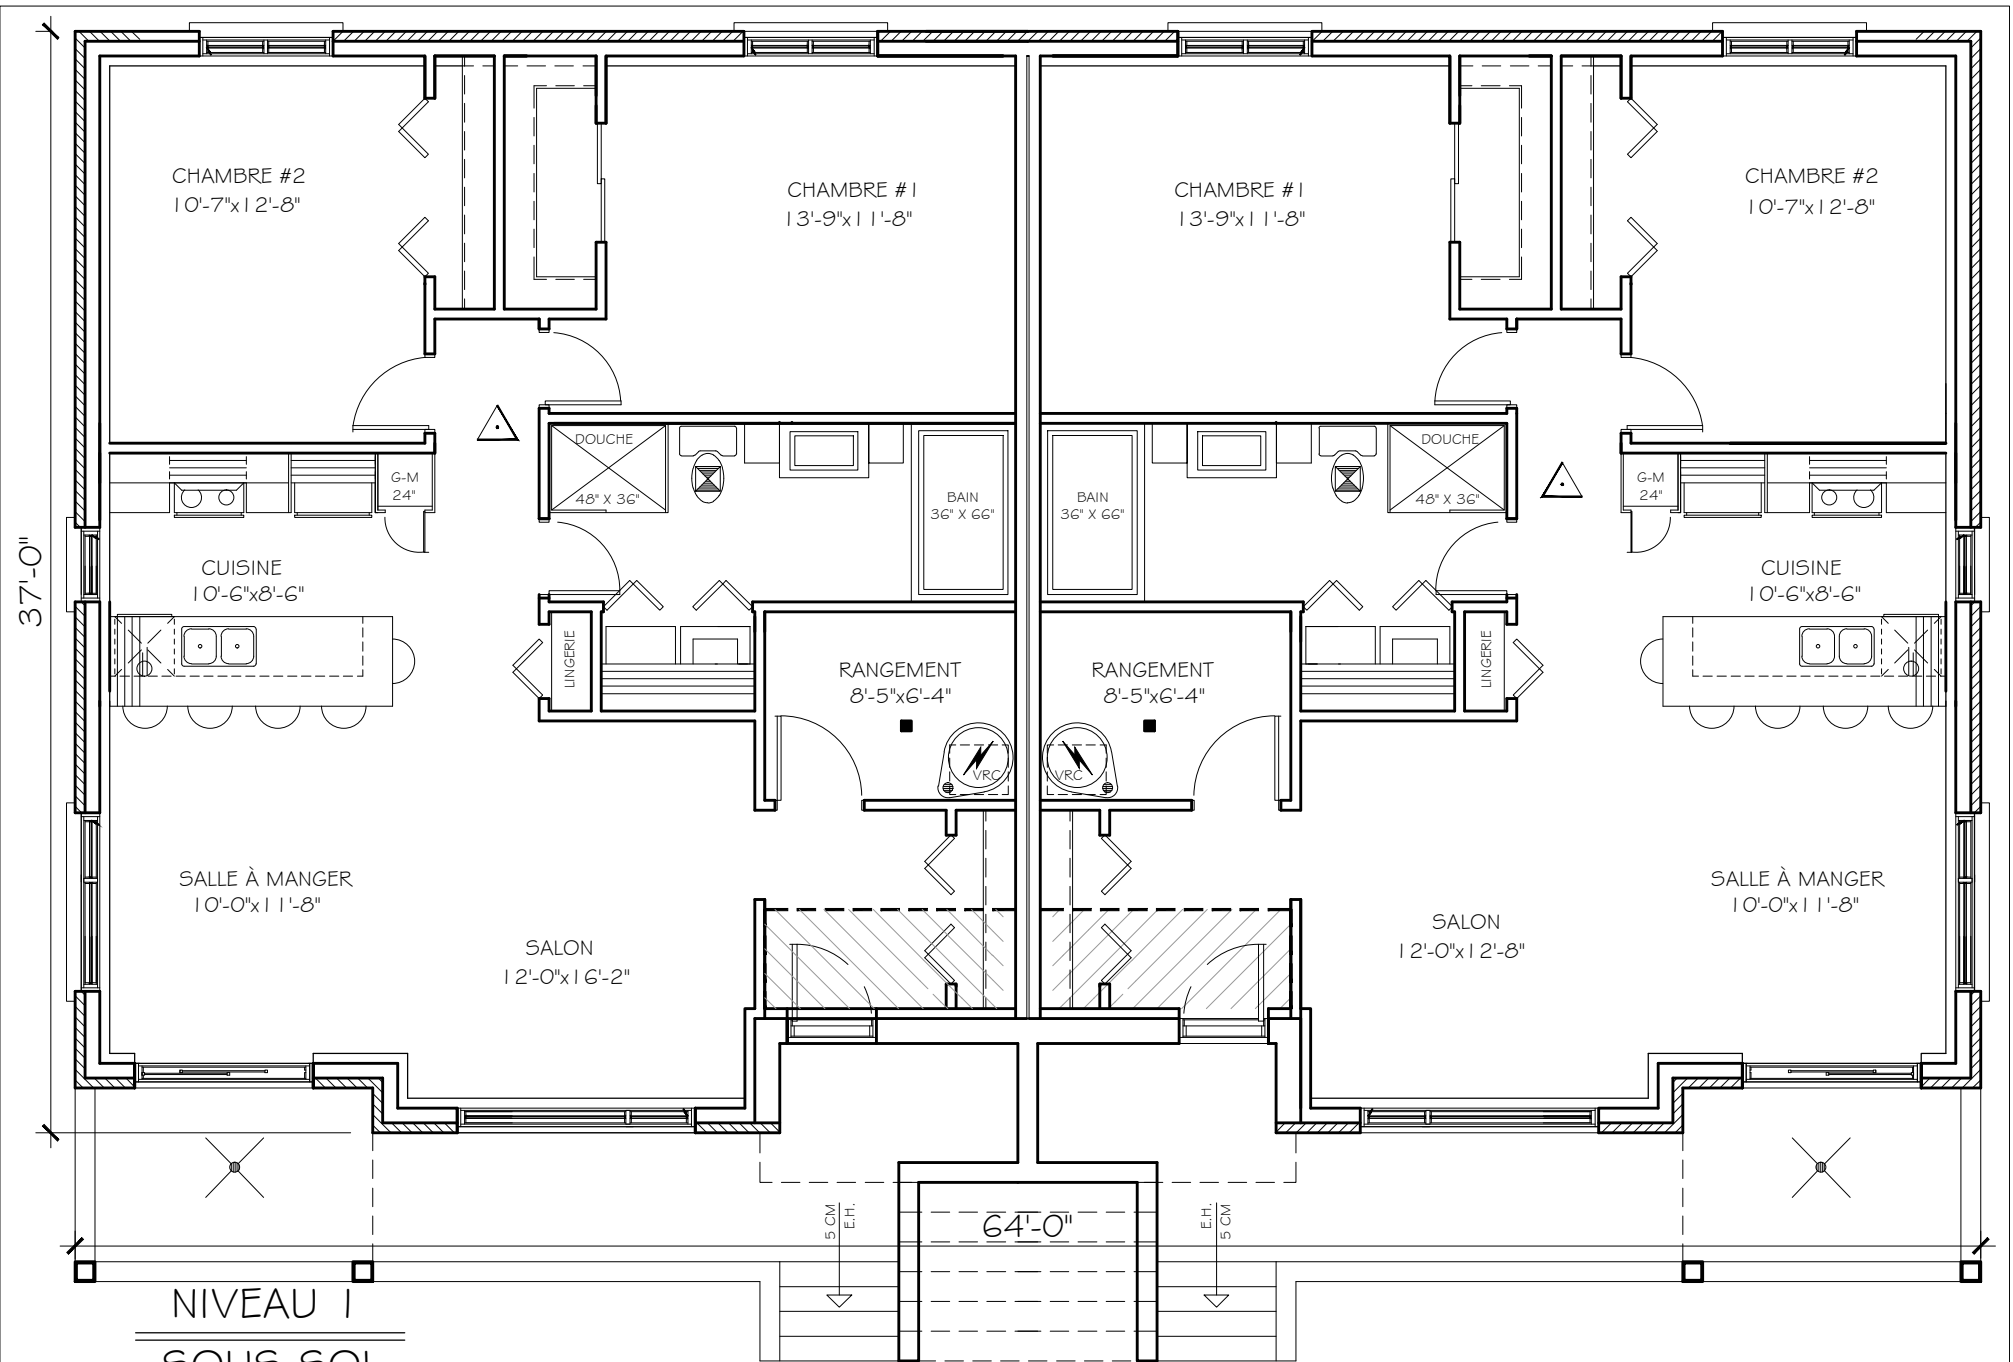 CHAMBRE #2
10'-7"x12'-8"
CHAMBRE #1
13'-9"x11'-8"
CHAMBRE #1
13'-9"x11'-8"
CHAMBRE #2
10'-7"x12'-8"
DOUCHE
48" X 36"
DOUCHE
48" X 36"
G-M
24"
G-M
24"
BAIN
36" X 66"
BAIN
36" X 66"
37'-0"
CUISINE
10'-6"x8'-6"
CUISINE
10'-6"x8'-6"
LINGERIE
LINGERIE
RANGEMENT
8'-5"x6'-4"
RANGEMENT
8'-5"x6'-4"
VRC
VRC
SALLE À MANGER
10'-0"x11'-8"
SALON
12'-0"x16'-2"
SALON
12'-0"x12'-8"
SALLE À MANGER
10'-0"x11'-8"
5 CM
E.H.
E.H.
5 CM
64'-0"
NIVEAU 1
SOUS-SOL